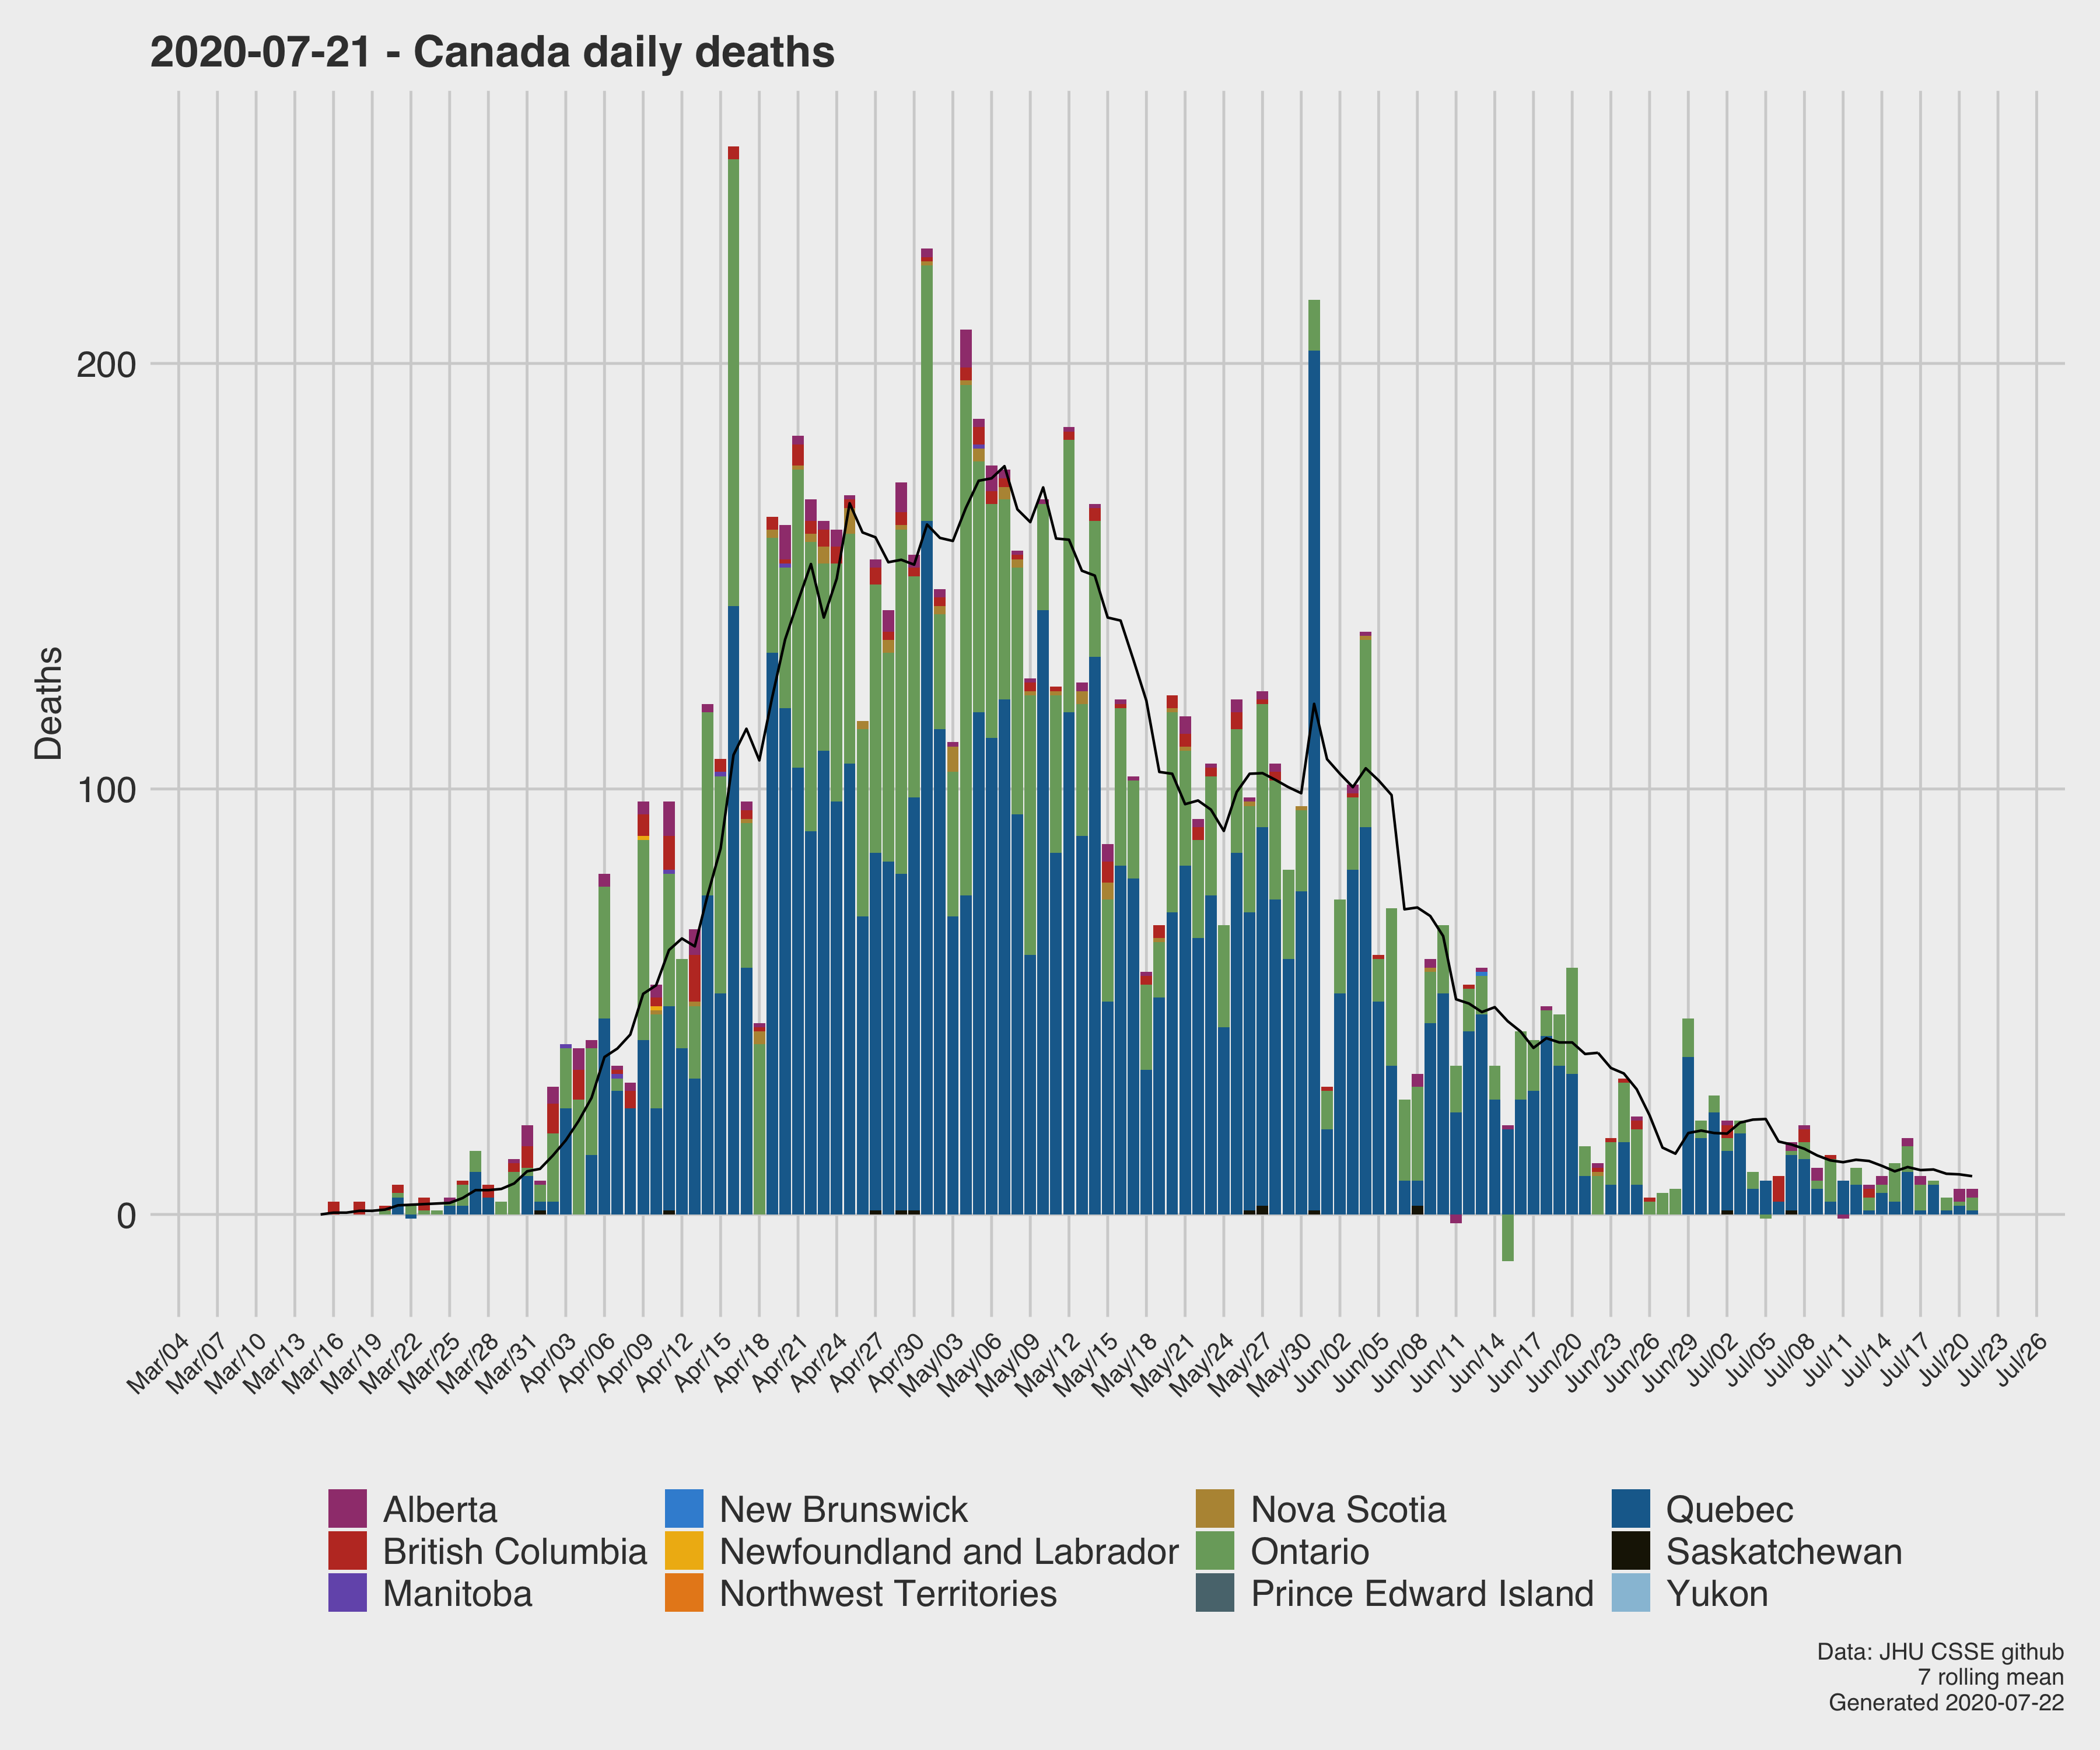 2020-07-21 - Canada daily deaths
Deaths
200
100
0
Mar/04 Mar/07 Mar/10 Mar/13 Mar/16 Mar/19 Mar/22 Mar/25 Mar/28 Mar/31 Apr/03 Apr/06 Apr/09 Apr/12 Apr/15 Apr/18 Apr/21 Apr/24 Apr/27 Apr/30 May/03 May/06 May/09 May/12 May/15 May/18 May/21 May/24 May/27 May/30 Jun/02 Jun/05 Jun/08 Jun/11 Jun/14 Jun/17 Jun/20 Jun/23 Jun/26 Jun/29 Jul/02 Jul/05 Jul/08 Jul/11 Jul/14 Jul/17 Jul/20 Jul/23 Jul/26
Alberta New Brunswick Nova Scotia Quebec
British Columbia Newfoundland and Labrador Ontario Saskatchewan
Manitoba Northwest Territories Prince Edward Island Yukon
Data: JHU CSSE github
7 rolling mean
Generated 2020-07-22